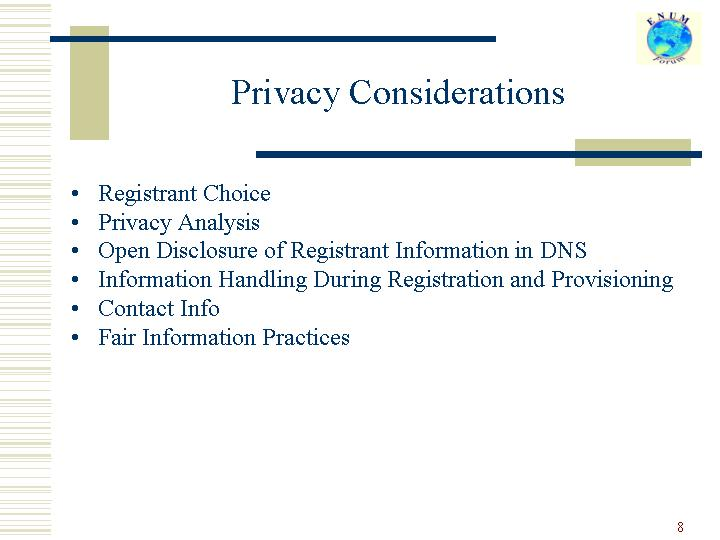 ENUM
Forum
Privacy Considerations
• Registrant Choice
• Privacy Analysis
• Open Disclosure of Registrant Information in DNS
• Information Handling During Registration and Provisioning
• Contact Info
• Fair Information Practices
8